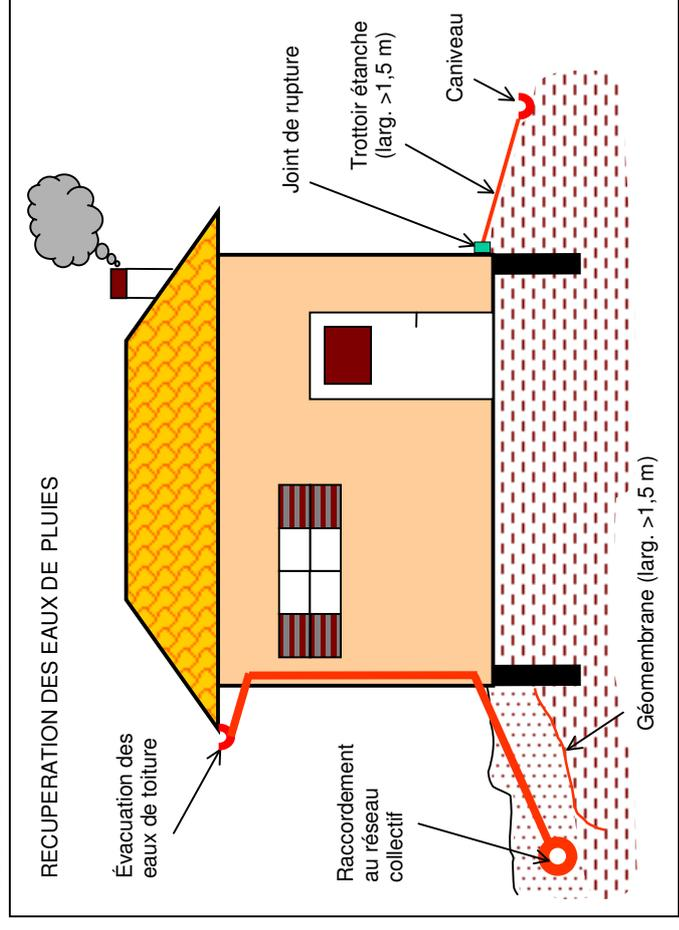 RECUPERATION DES EAUX DE PLUIES
Évacuation des
eaux de toiture
Joint de rupture
Trottoir étanche
(larg. >1,5 m)
Caniveau
Raccordement
au réseau
collectif
Géomembrane (larg. >1,5 m)